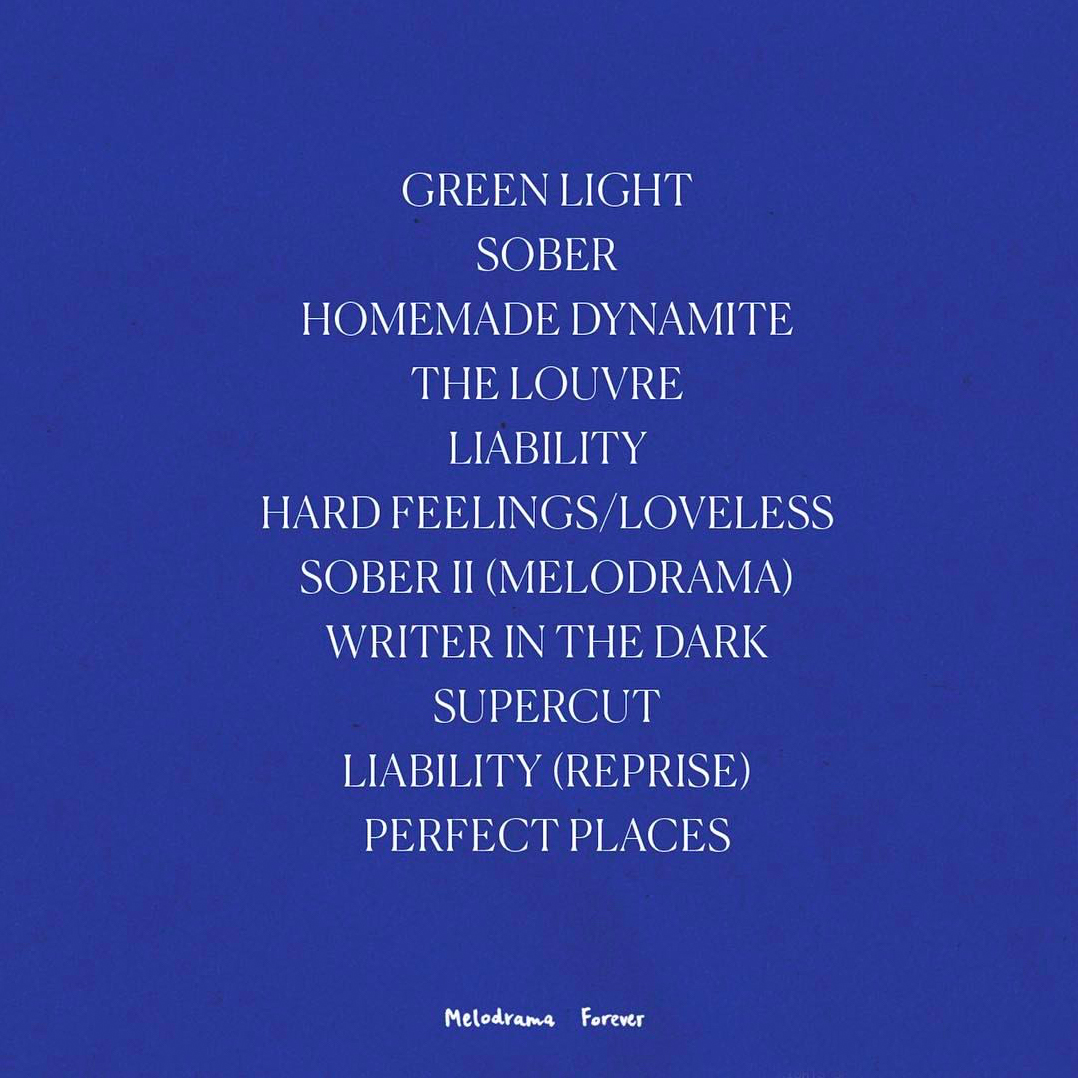 GREEN LIGHT
SOBER
HOMEMADE DYNAMITE
THE LOUVRE
LIABILITY
HARD FEELINGS/LOVELESS
SOBER II (MELODRAMA)
WRITER IN THE DARK
SUPERCUT
LIABILITY (REPRISE)
PERFECT PLACES
Melodrama Forever